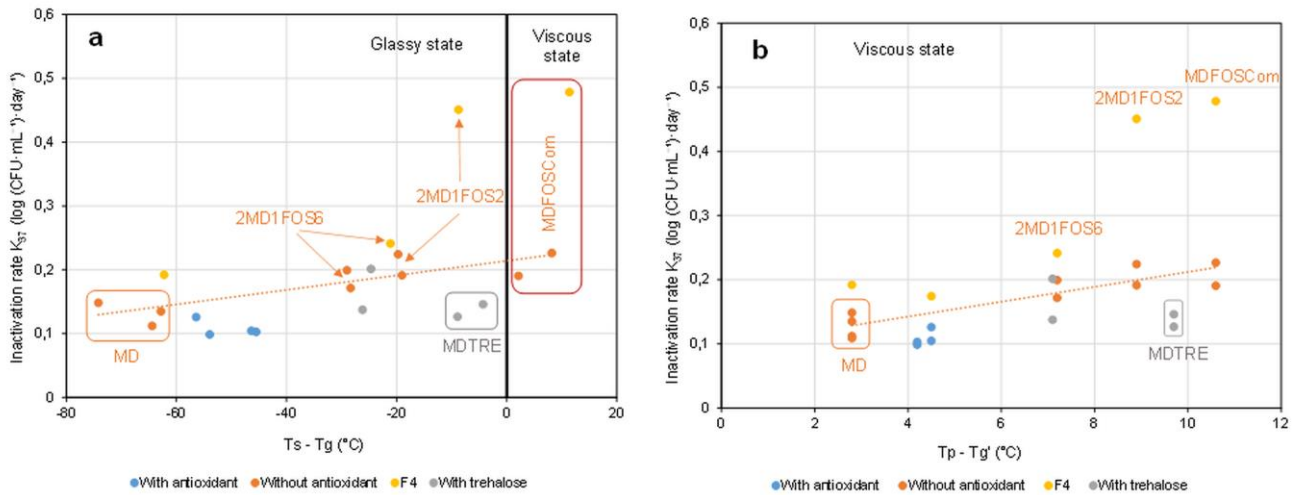 a
Glassy state
Viscous
state
Inactivation rate K₃₇ (log (CFU·mL⁻¹)·day⁻¹)
0,6
0,5
0,4
0,3
0,2
0,1
0
2MD1FOS2
2MD1FOS6
MDFOSCom
MD
MDTRE
-80
-60
-40
-20
0
20
Ts - Tg (°C)
With antioxidant
Without antioxidant
F4
With trehalose
b
Viscous state
Inactivation rate K₃₇ (log (CFU·mL⁻¹)·day⁻¹)
0,6
0,5
0,4
0,3
0,2
0,1
0
MDFOSCom
2MD1FOS2
2MD1FOS6
MD
MDTRE
0
2
4
6
8
10
12
Tp - Tg' (°C)
With antioxidant
Without antioxidant
F4
With trehalose